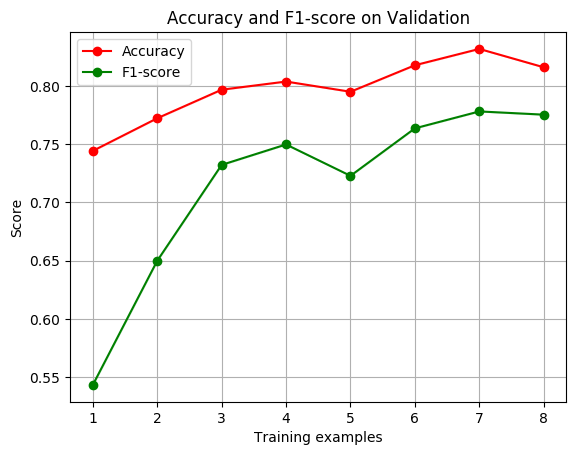 Accuracy and F1-score on Validation
Accuracy
F1-score
Score
0.80
0.75
0.70
0.65
0.60
0.55
1 2 3 4 5 6 7 8
Training examples